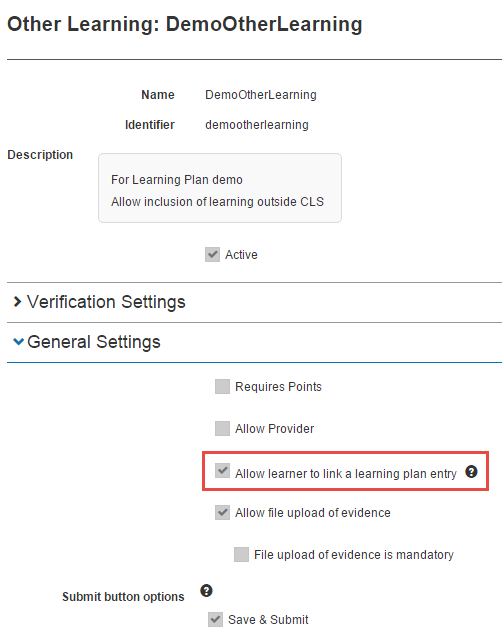 Other Learning: DemoOtherLearning
Name DemoOtherLearning
Identifier demootherlearning
Description
For Learning Plan demo
Allow inclusion of learning outside CLS
Active
Verification Settings
General Settings
Requires Points
Allow Provider
Allow learner to link a learning plan entry ?
Allow file upload of evidence
File upload of evidence is mandatory
Submit button options ?
Save & Submit